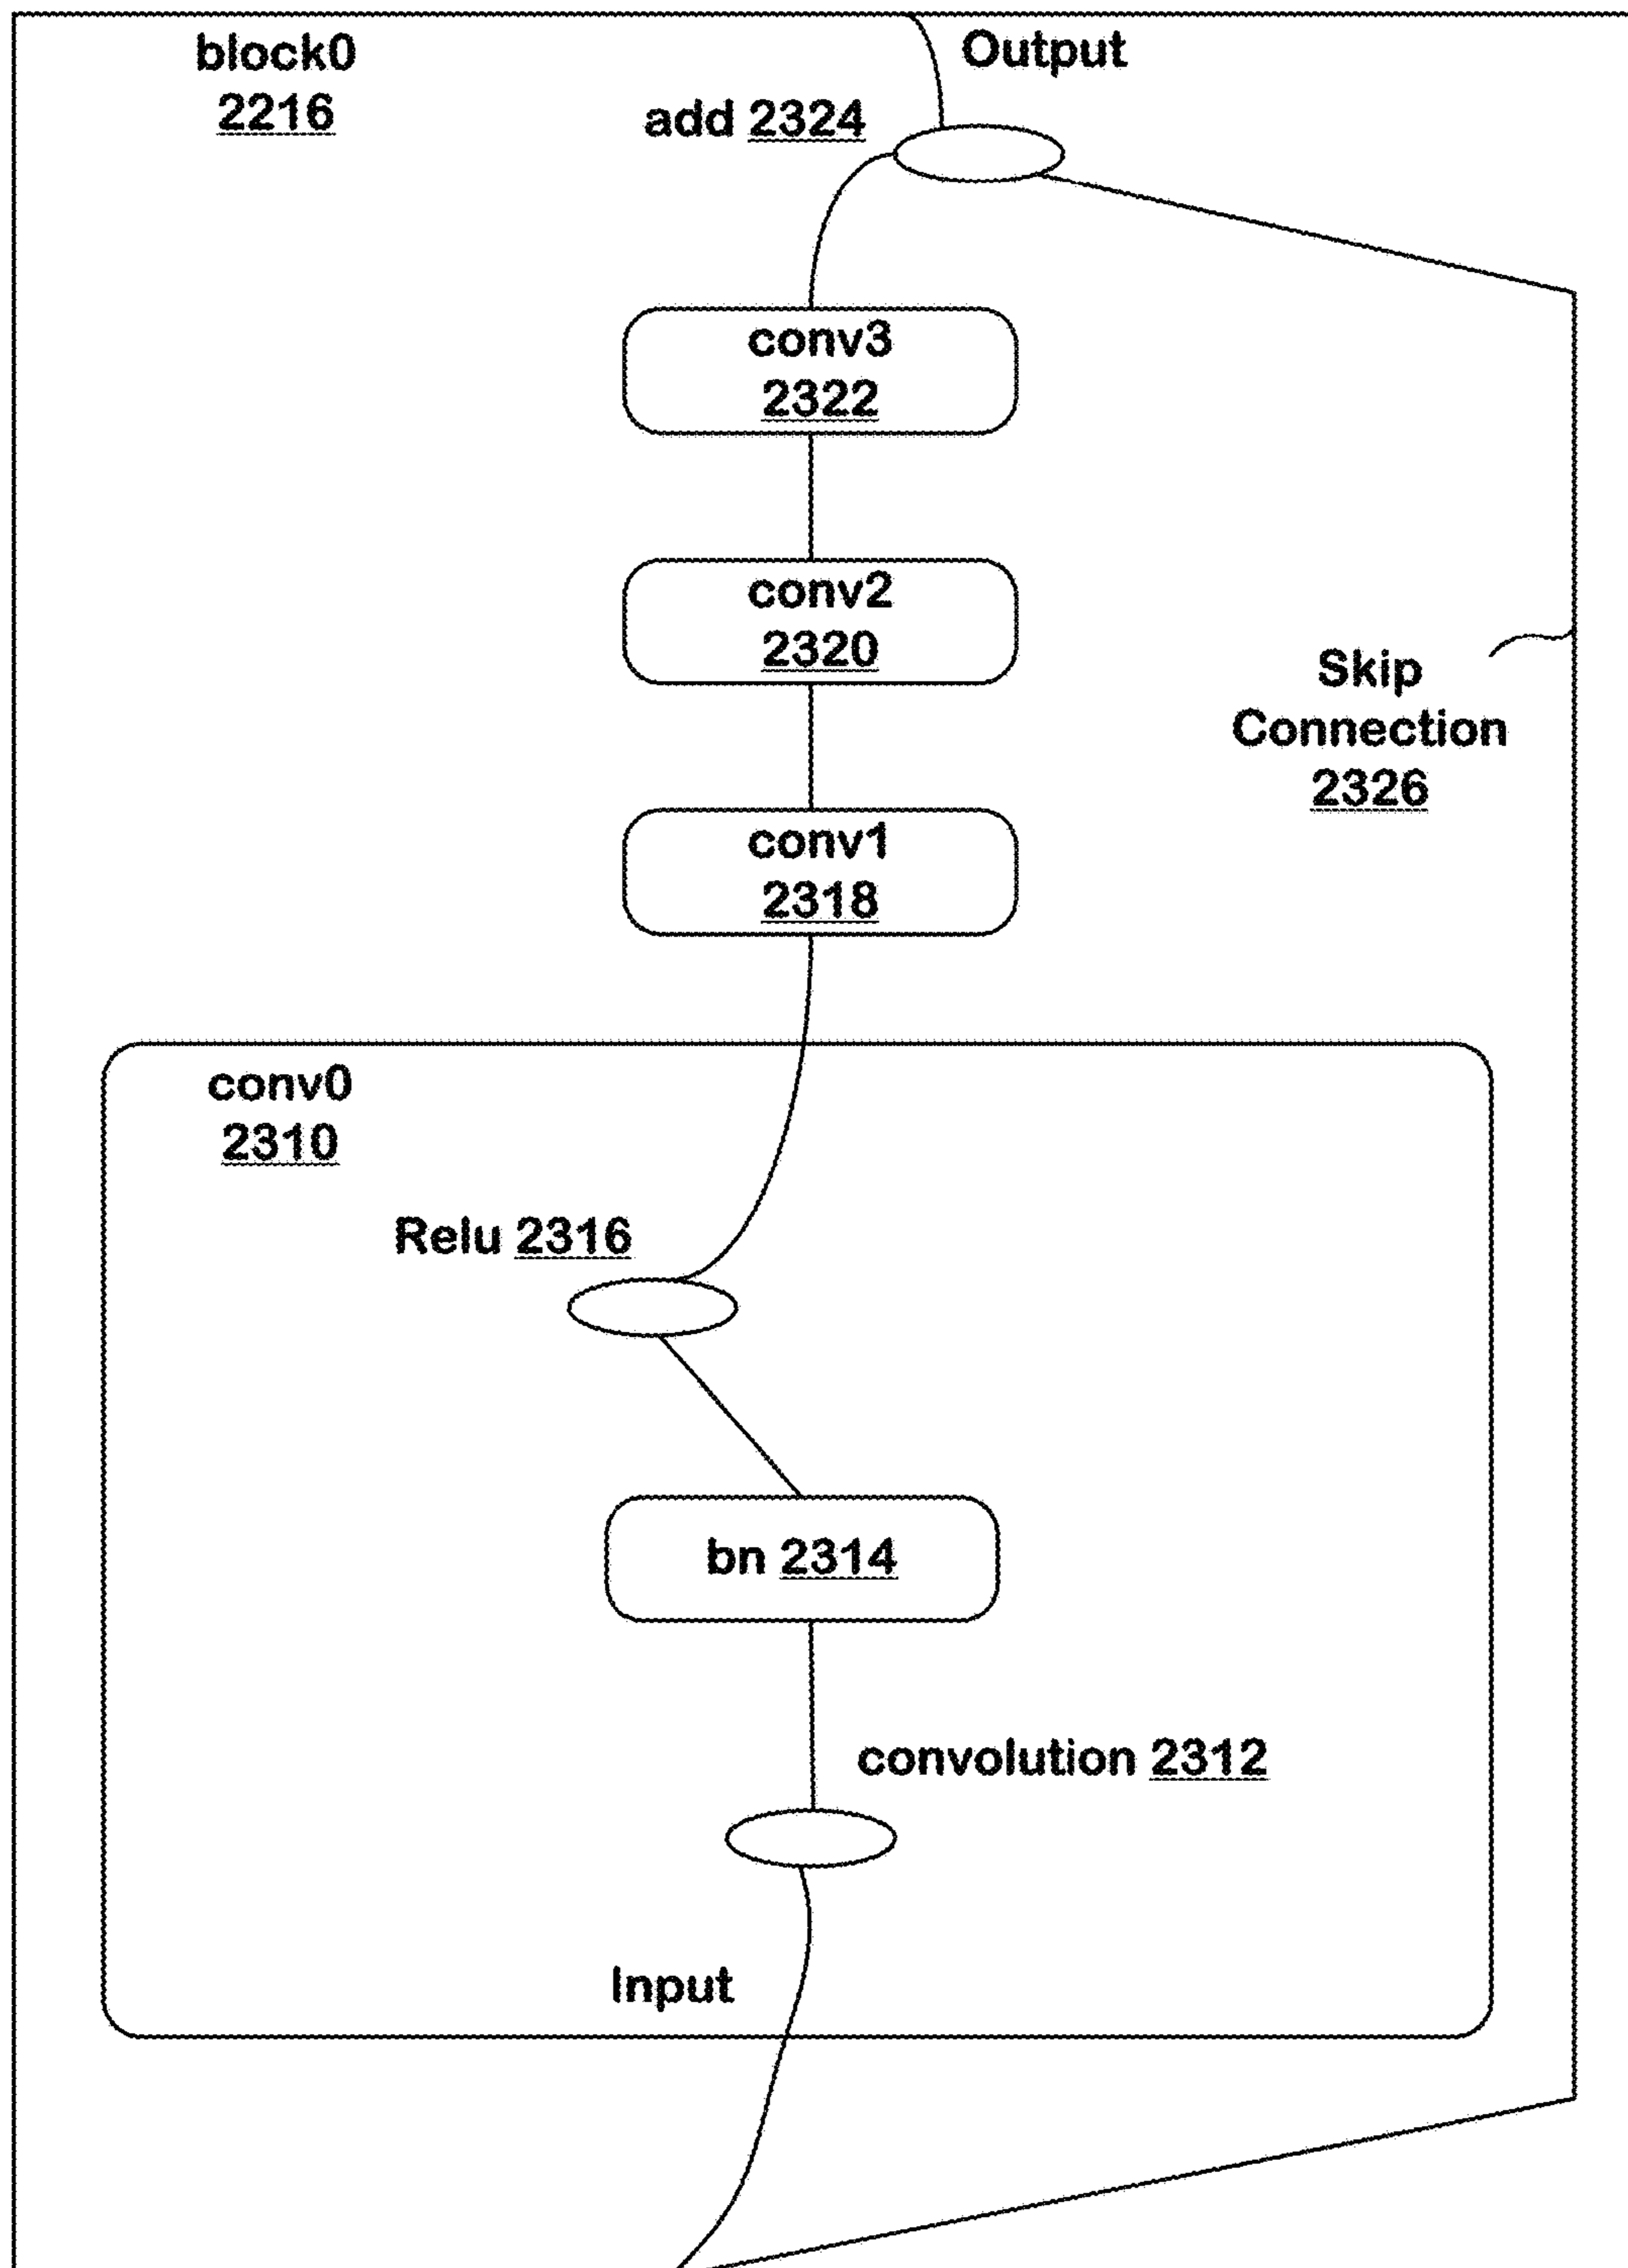 block0
2216
Output
add 2324
conv3
2322
conv2
2320
Skip
Connection
2326
conv1
2318
conv0
2310
Relu 2316
bn 2314
convolution 2312
Input